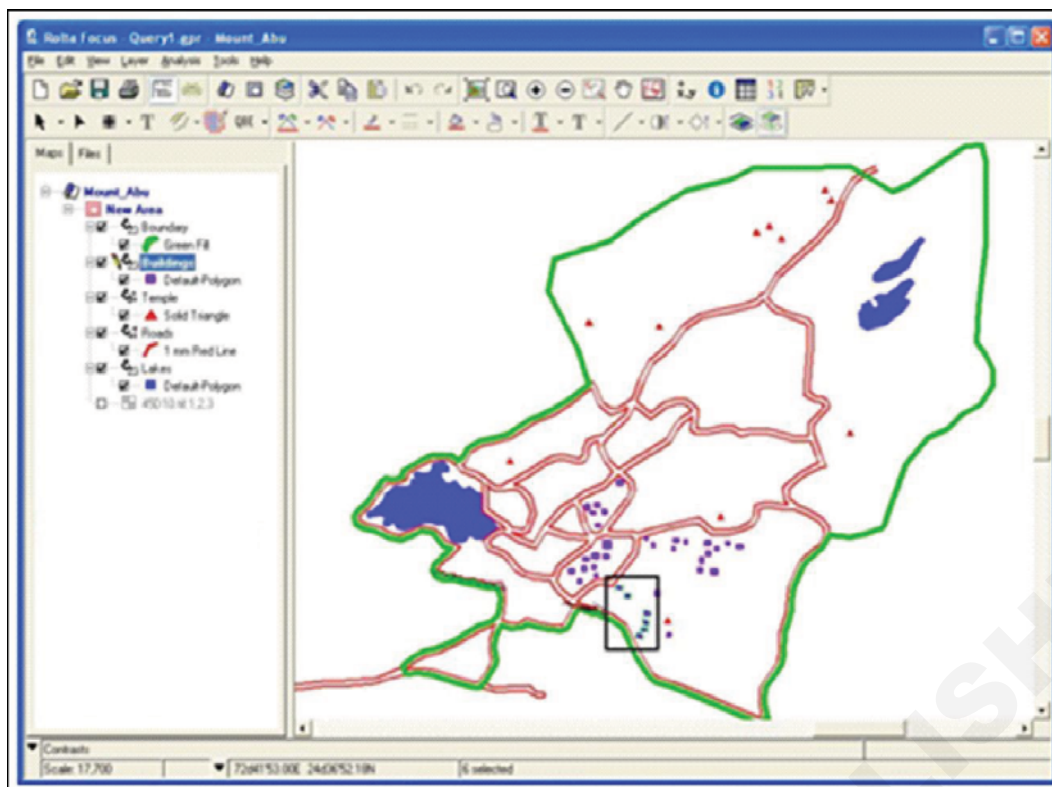 Rolta Focus - Query1.gpr - Mount_Abu
File Edit View Layer Analysis Tools Help
Maps Files
Mount_Abu
New Area
Boundary
Green Fill
Buildings
Default-Polygon
Temple
Solid Triangle
Roads
1 mm Red Line
Lakes
Default-Polygon
Contrasts
Scale: 17,700
6 selected